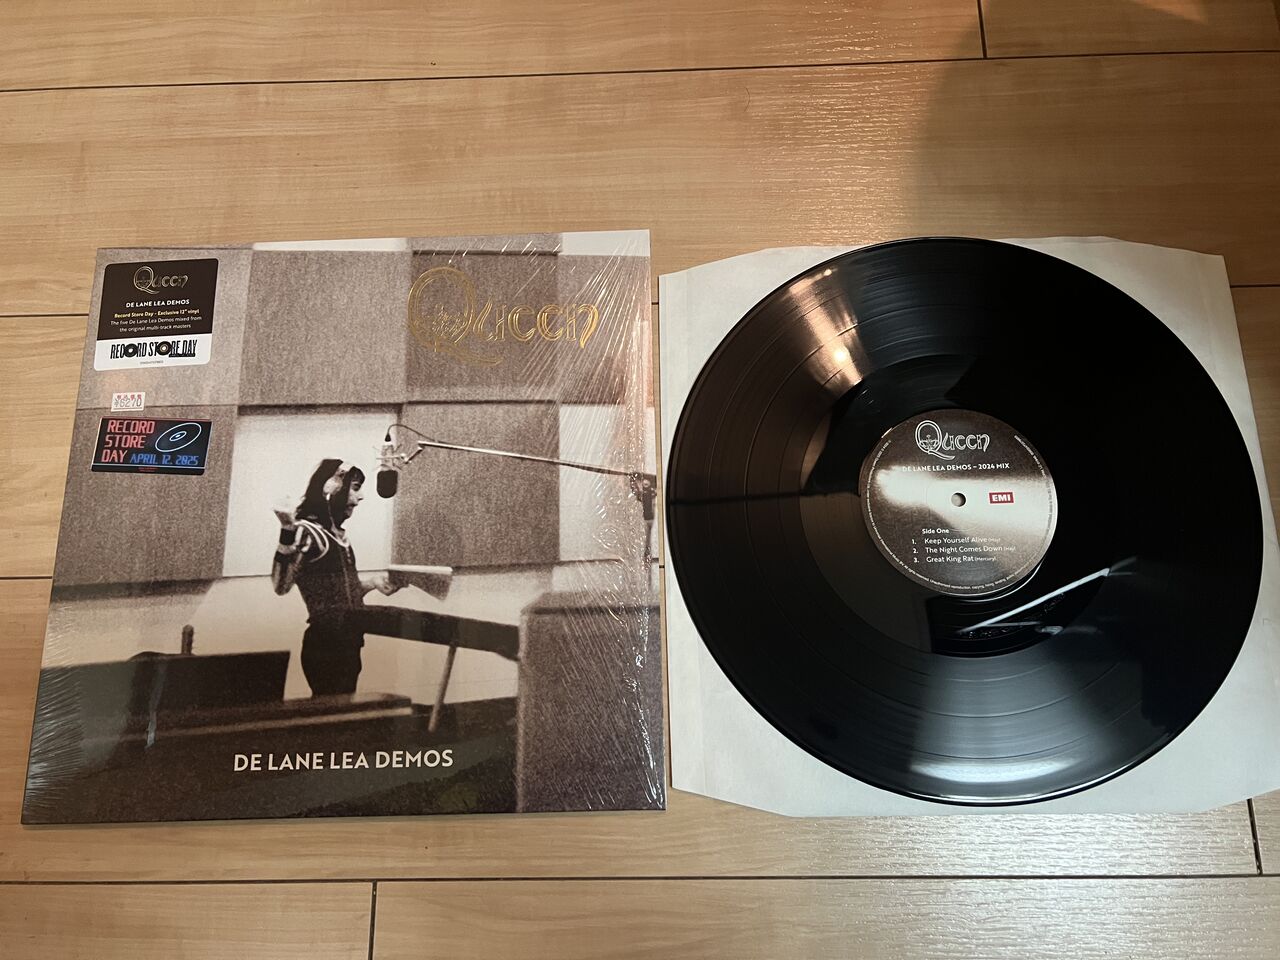 Queen
DE LANE LEA DEMOS
Record Store Day - Exclusive 12" vinyl
The five De Lane Lea Demos mixed from
the original multi-track masters
RECORD STORE DAY
¥6270
RECORD
STORE
DAY APRIL 12, 2025
Queen
DE LANE LEA DEMOS
Queen
DE LANE LEA DEMOS – 2024 MIX
EMI
Side One
1. Keep Yourself Alive (May)
2. The Night Comes Down (May)
3. Great King Rat (Mercury)